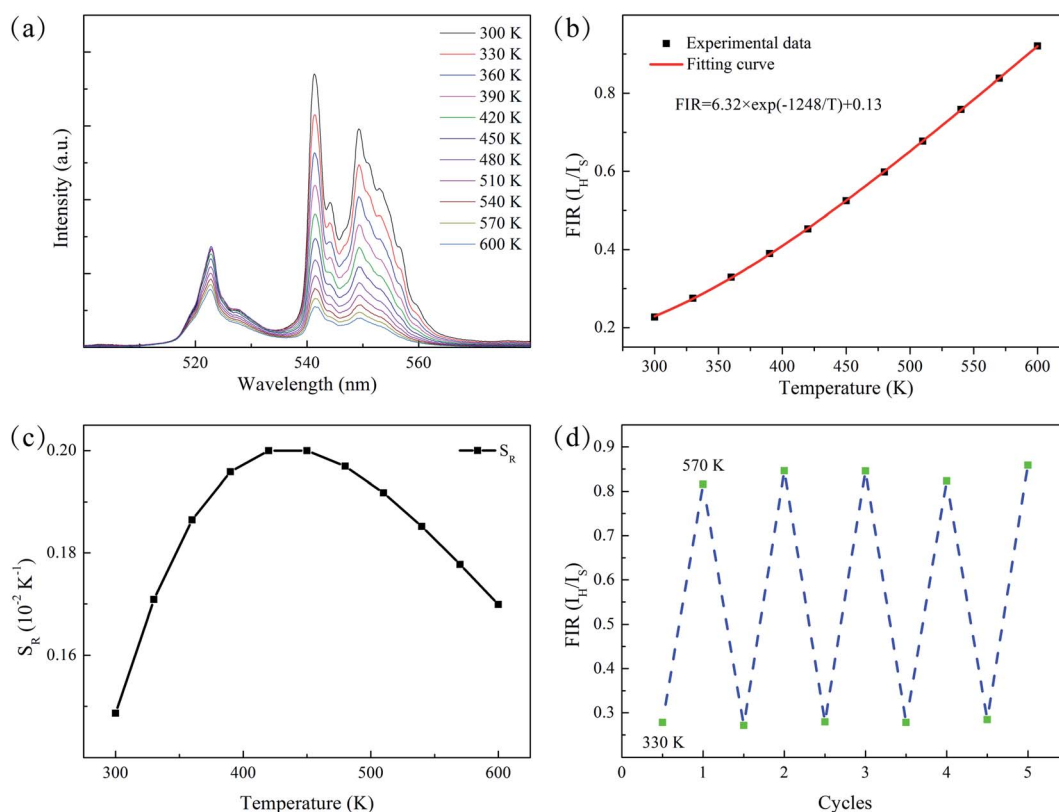 (a)
300 K
330 K
360 K
390 K
420 K
450 K
480 K
510 K
540 K
570 K
600 K
Intensity (a.u.)
520 540 560
Wavelength (nm)
(b)
Experimental data
Fitting curve
FIR=6.32×exp(-1248/T)+0.13
FIR (I_H/I_S)
0.8
0.6
0.4
0.2
300 350 400 450 500 550 600
Temperature (K)
(c)
S_R
S_R (10⁻² K⁻¹)
0.20
0.18
0.16
300 400 500 600
Temperature (K)
(d)
570 K
330 K
FIR (I_H/I_S)
0.9
0.8
0.7
0.6
0.5
0.4
0.3
0 1 2 3 4 5
Cycles